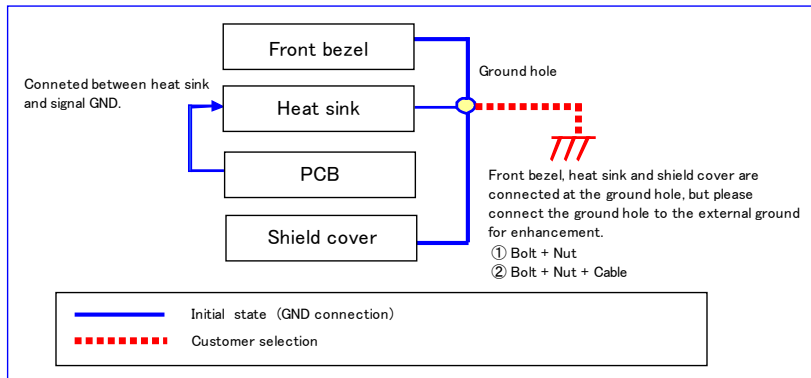 Front bezel
Ground hole
Conneted between heat sink
and signal GND.
Heat sink
PCB
Front bezel, heat sink and shield cover are
connected at the ground hole, but please
connect the ground hole to the external ground
for enhancement.
① Bolt + Nut
② Bolt + Nut + Cable
Shield cover
Initial state (GND connection)
Customer selection